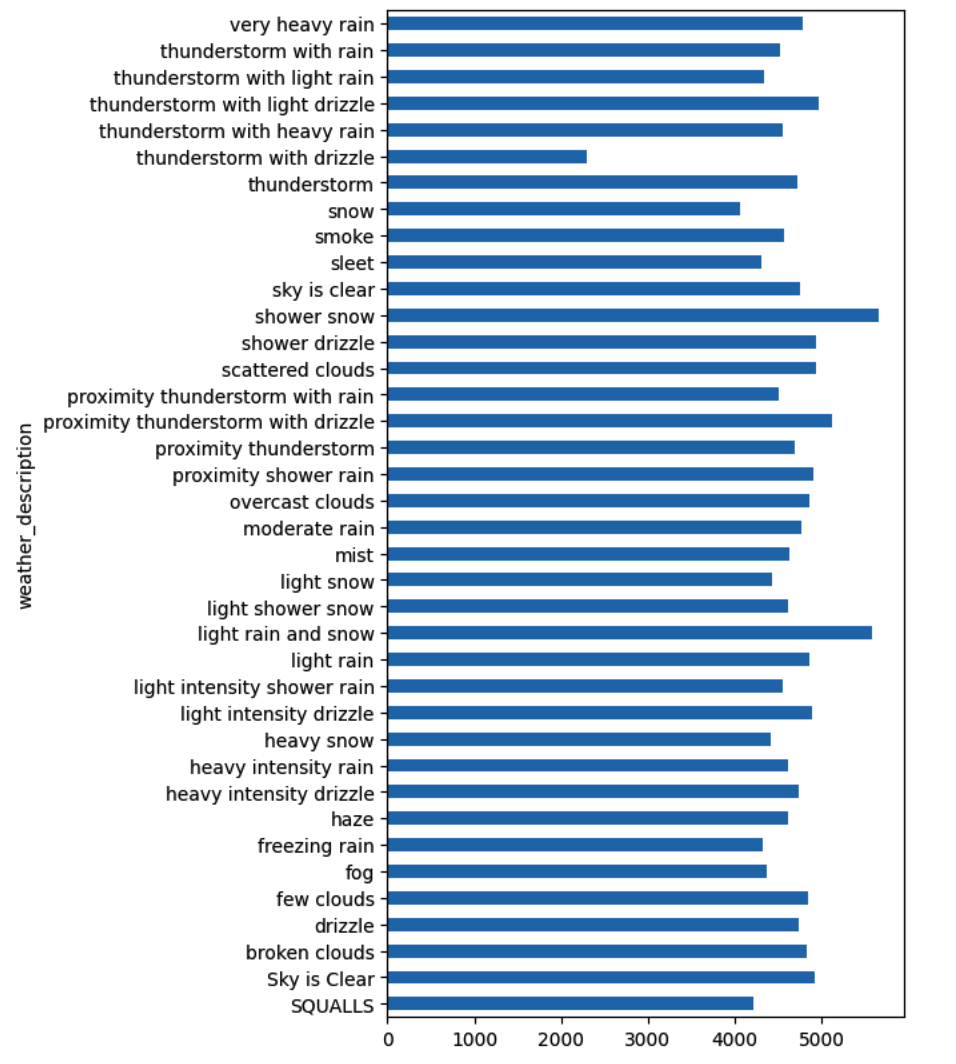 very heavy rain
thunderstorm with rain
thunderstorm with light rain
thunderstorm with light drizzle
thunderstorm with heavy rain
thunderstorm with drizzle
thunderstorm
snow
smoke
sleet
sky is clear
shower snow
shower drizzle
scattered clouds
proximity thunderstorm with rain
proximity thunderstorm with drizzle
proximity thunderstorm
proximity shower rain
overcast clouds
moderate rain
mist
light snow
light shower snow
light rain and snow
light rain
light intensity shower rain
light intensity drizzle
heavy snow
heavy intensity rain
heavy intensity drizzle
haze
freezing rain
fog
few clouds
drizzle
broken clouds
Sky is Clear
SQUALLS
weather_description
0 1000 2000 3000 4000 5000